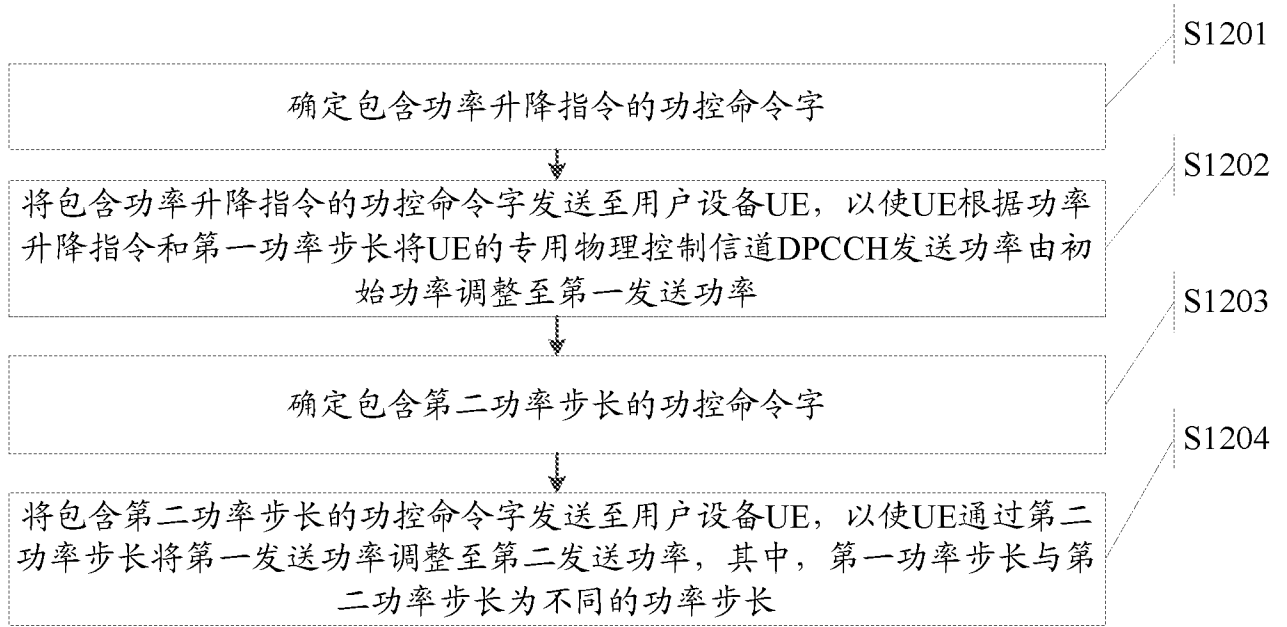 S1201
确定包含功率升降指令的功控命令字
S1202
将包含功率升降指令的功控命令字发送至用户设备UE，以使UE根据功率
升降指令和第一功率步长将UE的专用物理控制信道DPCCH发送功率由初
始功率调整至第一发送功率
S1203
确定包含第二功率步长的功控命令字
S1204
将包含第二功率步长的功控命令字发送至用户设备UE，以使UE通过第二
功率步长将第一发送功率调整至第二发送功率，其中，第一功率步长与第
二功率步长为不同的功率步长